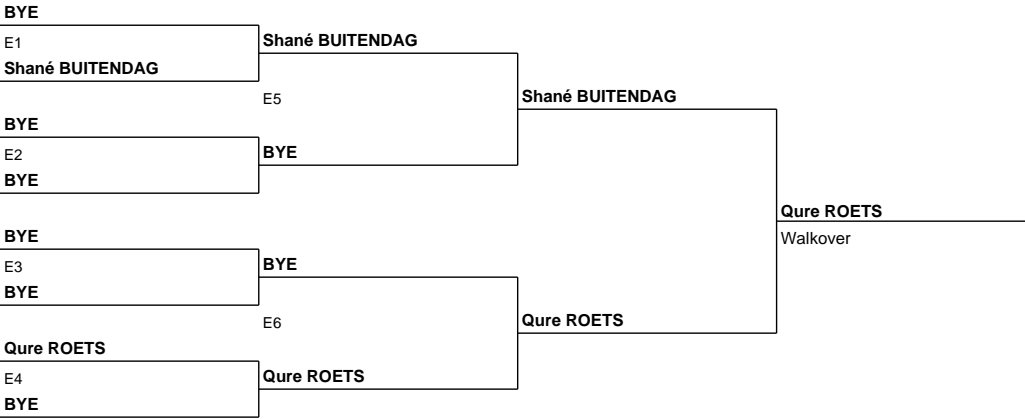 BYE
E1
Shané BUITENDAG
Shané BUITENDAG
E5
Shané BUITENDAG
BYE
E2
BYE
BYE
Qure ROETS
Walkover
BYE
E3
BYE
BYE
E6
Qure ROETS
Qure ROETS
E4
Qure ROETS
BYE